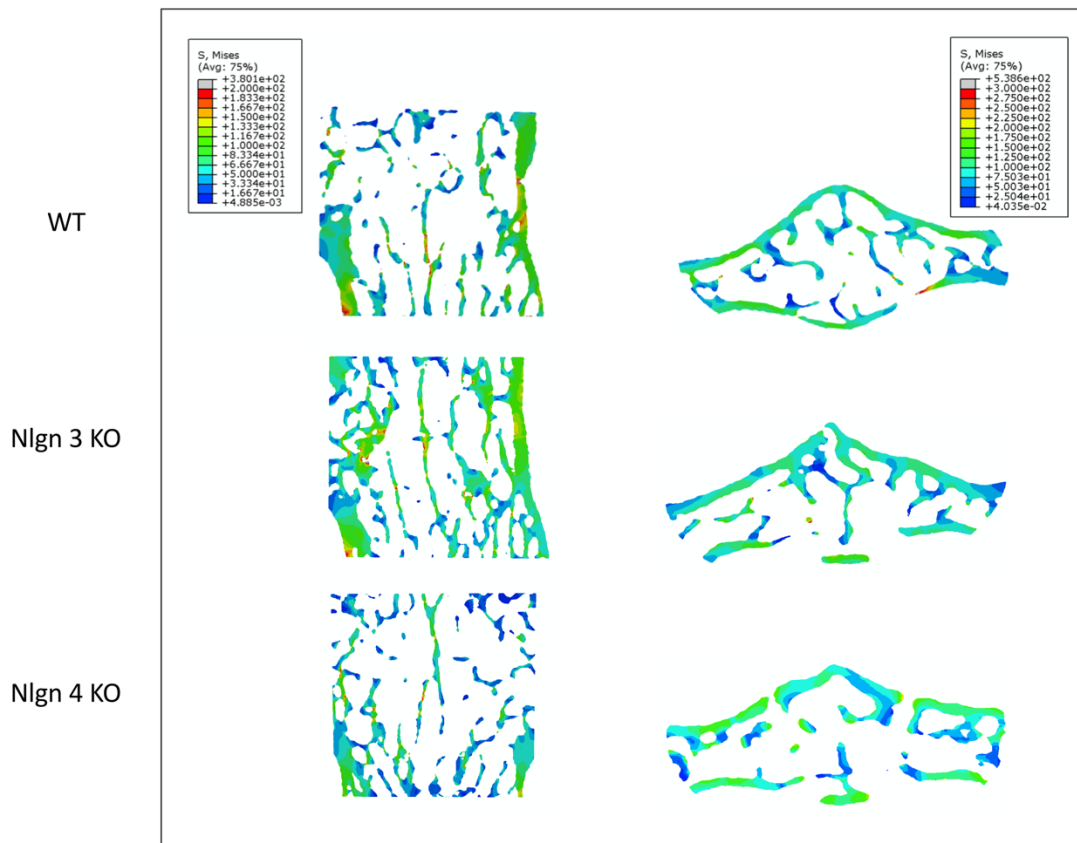 S, Mises
(Avg: 75%)
+3.801e+02
+2.000e+02
+1.833e+02
+1.667e+02
+1.500e+02
+1.333e+02
+1.167e+02
+1.000e+02
+8.334e+01
+6.667e+01
+5.000e+01
+3.334e+01
+1.667e+01
+4.885e-03
S, Mises
(Avg: 75%)
+5.386e+02
+3.000e+02
+2.750e+02
+2.500e+02
+2.250e+02
+2.000e+02
+1.750e+02
+1.500e+02
+1.250e+02
+1.000e+02
+7.503e+01
+5.003e+01
+2.504e+01
+4.035e-02
WT
Nlgn 3 KO
Nlgn 4 KO